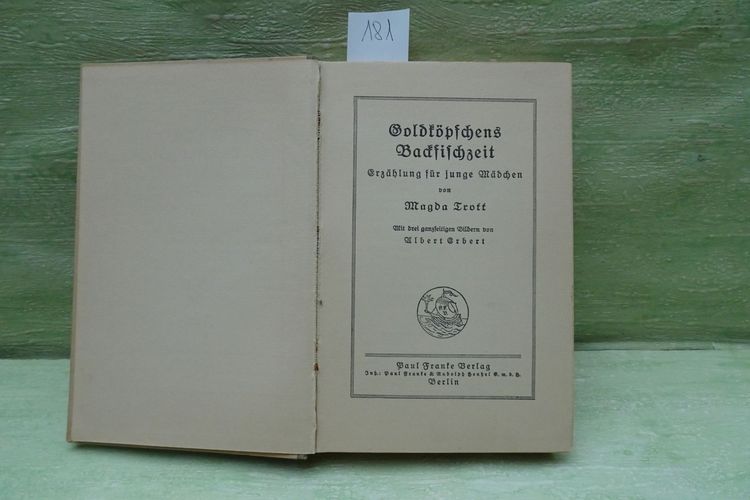 181
Goldköpfchens
Backfischzeit
Erzählung für junge Mädchen
von
Magda Trott
Mit drei ganzseitigen Bildern von
Albert Erbert
Paul Franke Verlag
Inh.: Paul Franke & Rudolph Henßel G. m. b. H.
Berlin